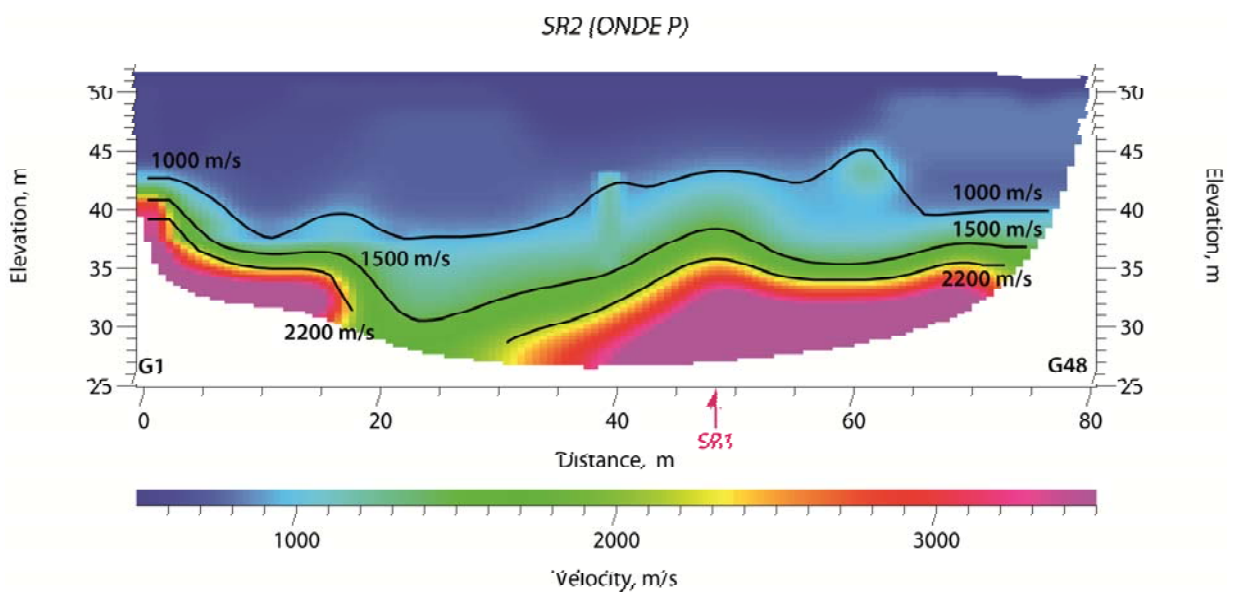 SR2 (ONDE P)
50
50
45
45
1000 m/s
1000 m/s
Elevation, m
Elevation, m
40
40
1500 m/s
1500 m/s
35
35
2200 m/s
30
30
2200 m/s
G1
G48
25
25
0
20
40
60
80
SR1
Distance, m
1000
2000
3000
Velocity, m/s